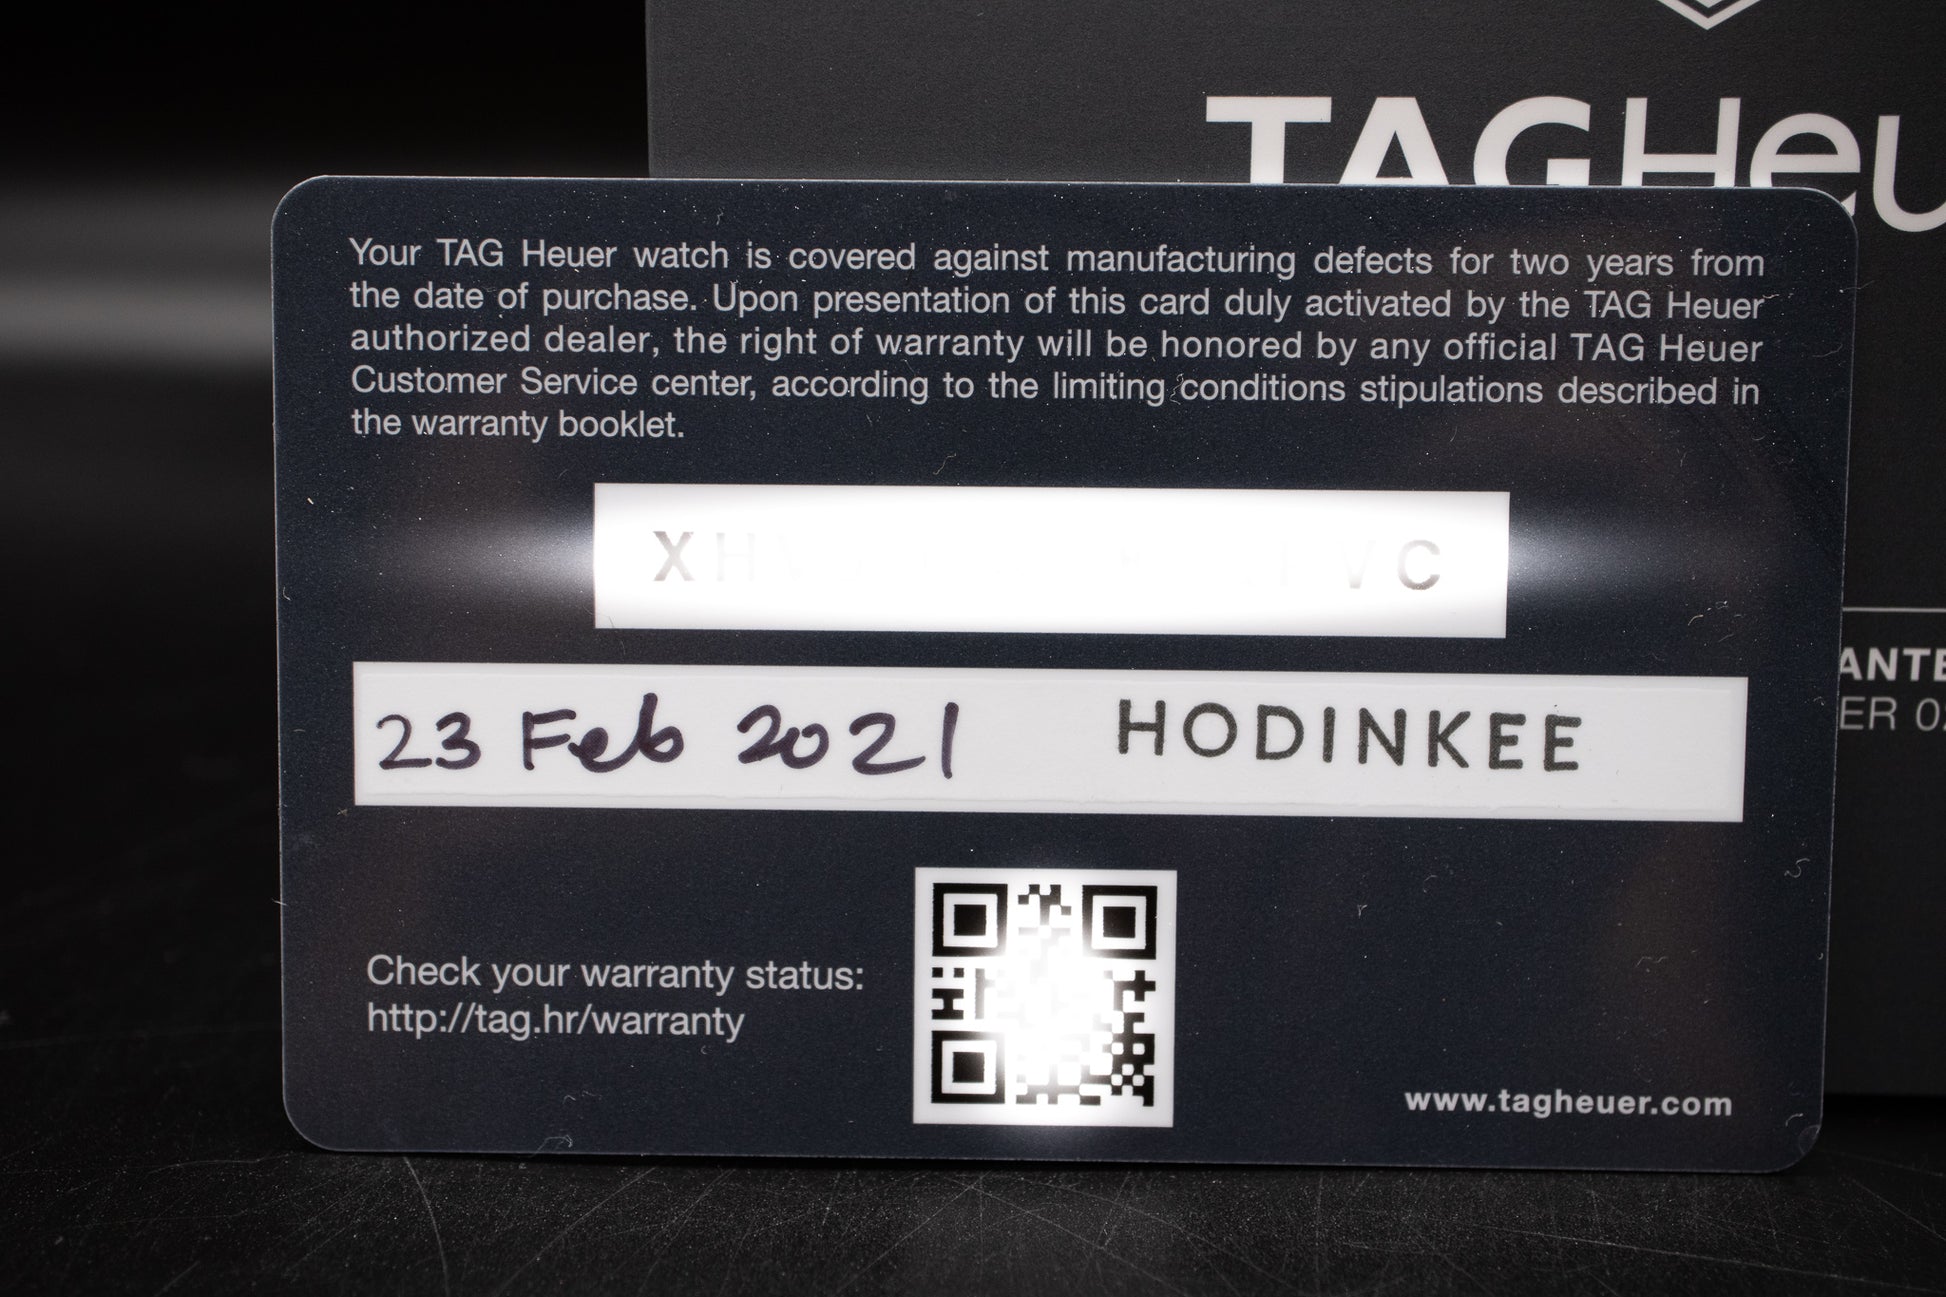 TAGHeu
Your TAG Heuer watch is covered against manufacturing defects for two years from
the date of purchase. Upon presentation of this card duly activated by the TAG Heuer
authorized dealer, the right of warranty will be honored by any official TAG Heuer
Customer Service center, according to the limiting conditions stipulations described in
the warranty booklet.
23 Feb 2021 HODINKEE
ANTE
ER 0
Check your warranty status:
http://tag.hr/warranty
www.tagheuer.com